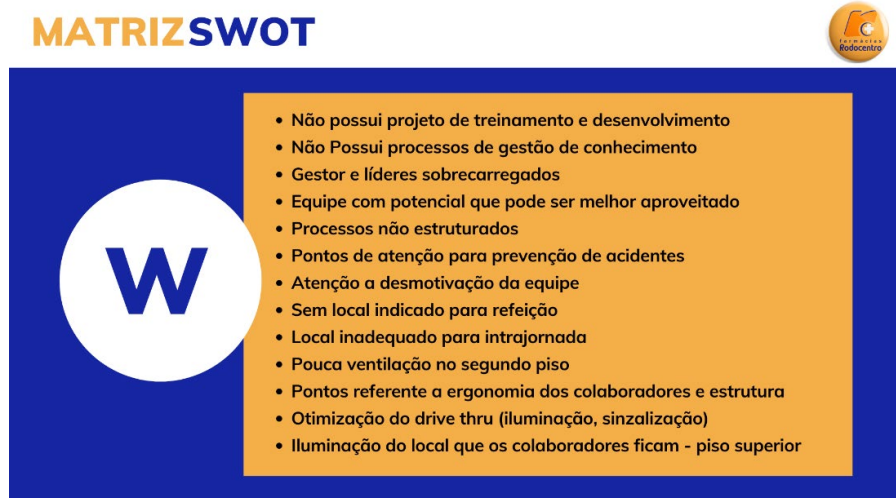 MATRIZSWOT
farmácias
Rodocentro
W
• Não possui projeto de treinamento e desenvolvimento
• Não Possui processos de gestão de conhecimento
• Gestor e líderes sobrecarregados
• Equipe com potencial que pode ser melhor aproveitado
• Processos não estruturados
• Pontos de atenção para prevenção de acidentes
• Atenção a desmotivação da equipe
• Sem local indicado para refeição
• Local inadequado para intrajornada
• Pouca ventilação no segundo piso
• Pontos referente a ergonomia dos colaboradores e estrutura
• Otimização do drive thru (iluminação, sinzalização)
• Iluminação do local que os colaboradores ficam - piso superior